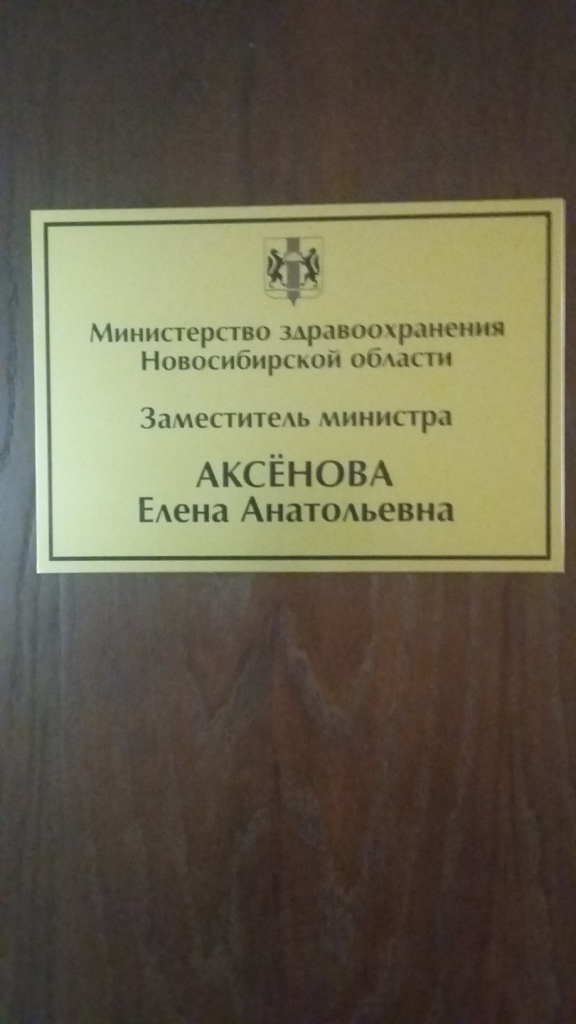 Министерство здравоохранения
Новосибирской области
Заместитель министра
АКСЁНОВА
Елена Анатольевна